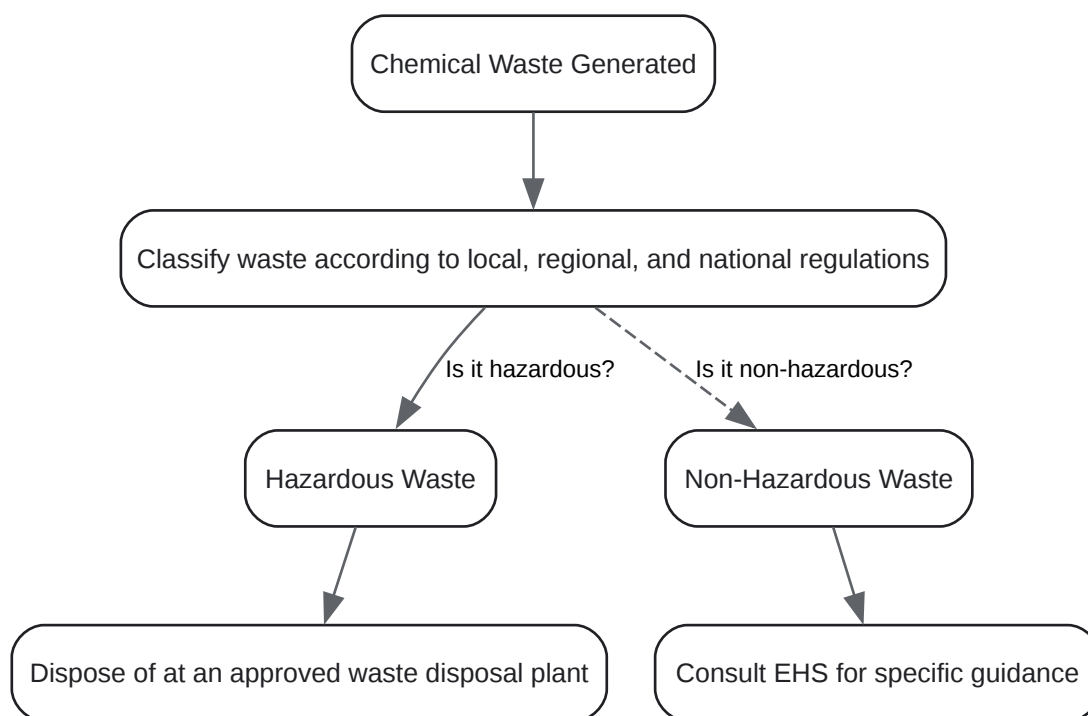 Chemical Waste Generated
Classify waste according to local, regional, and national regulations
Is it hazardous?
Is it non-hazardous?
Hazardous Waste
Non-Hazardous Waste
Dispose of at an approved waste disposal plant
Consult EHS for specific guidance